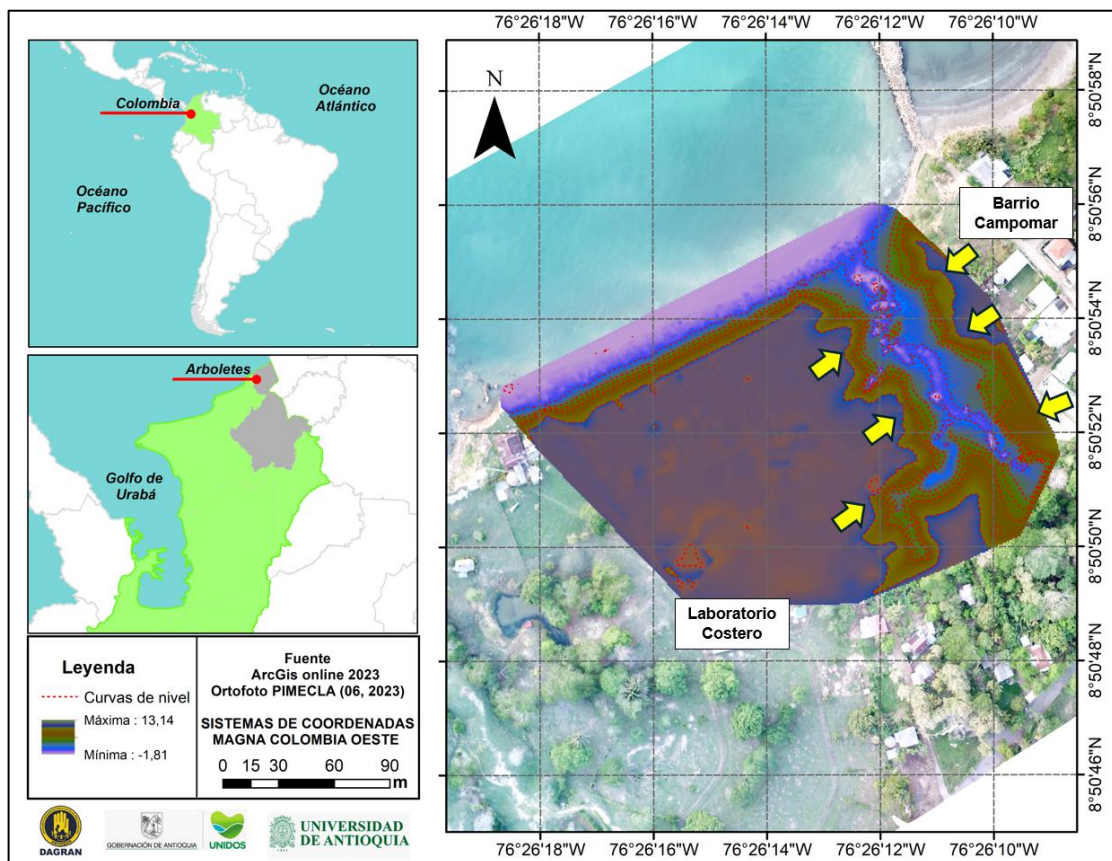 Océano
Atlántico
Colombia
Océano
Pacífico
Arboletes
Golfo de
Urabá
Leyenda
Curvas de nivel
Máxima : 13,14
Mínima : -1,81
Fuente
ArcGis online 2023
Ortofoto PIMECLA (06, 2023)
SISTEMAS DE COORDENADAS
MAGNA COLOMBIA OESTE
0 15 30 60 90
m
DAGRAN
GOBERNACIÓN DE ANTIOQUIA
UNIDOS
UNIVERSIDAD
DE ANTIOQUIA
76°26'18"W 76°26'16"W 76°26'14"W 76°26'12"W 76°26'10"W
N
Barrio
Campomar
Laboratorio
Costero
8°50'58"N
8°50'56"N
8°50'54"N
8°50'52"N
8°50'50"N
8°50'48"N
8°50'46"N
76°26'18"W 76°26'16"W 76°26'14"W 76°26'12"W 76°26'10"W